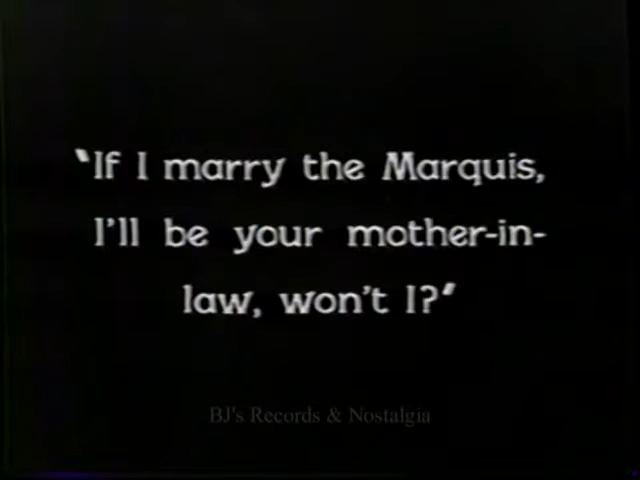 "If I marry the Marquis,
I'll be your mother-in-
law, won't I?"
BJ's Records & Nostalgia